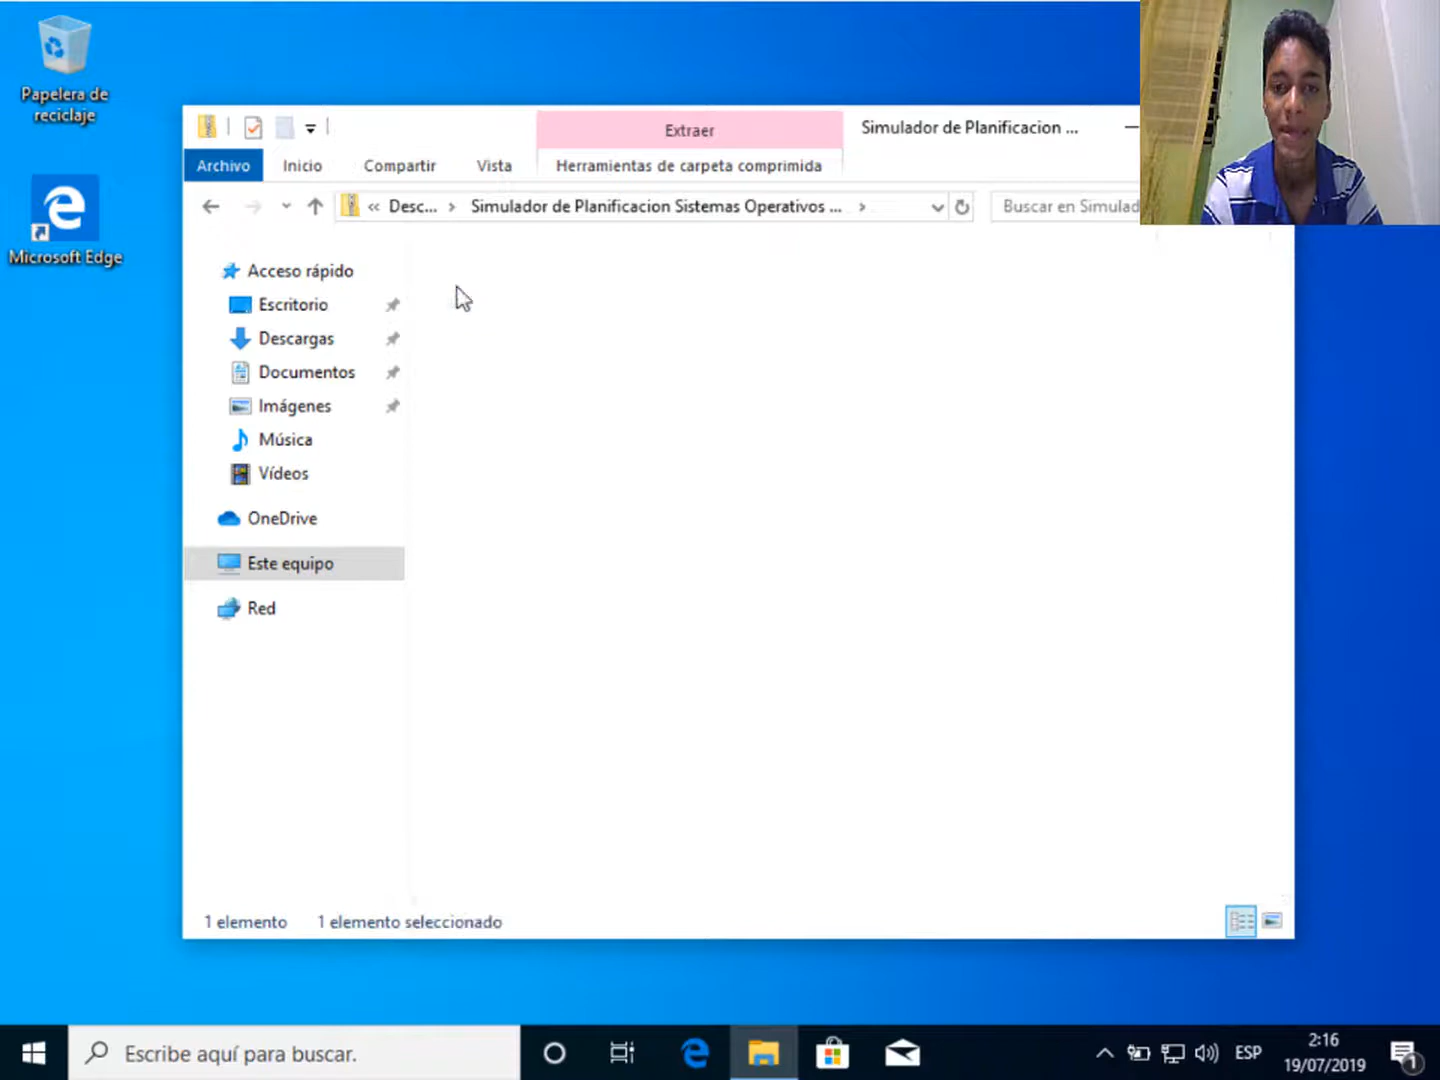 Papelera de
reciclaje
Microsoft Edge
Extraer
Simulador de Planificacion ...
Archivo
Inicio
Compartir
Vista
Herramientas de carpeta comprimida
« Desc... > Simulador de Planificacion Sistemas Operativos ... >
Buscar en Simulad
Acceso rápido
Escritorio
Descargas
Documentos
Imágenes
Música
Vídeos
OneDrive
Este equipo
Red
1 elemento
1 elemento seleccionado
Escribe aquí para buscar.
ESP
2:16
19/07/2019
1